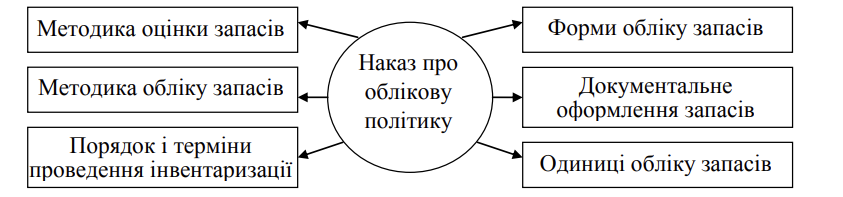 Методика оцінки запасів
Методика обліку запасів
Порядок і терміни
проведення інвентаризації
Наказ про
облікову
політику
Форми обліку запасів
Документальне
оформлення запасів
Одиниці обліку запасів